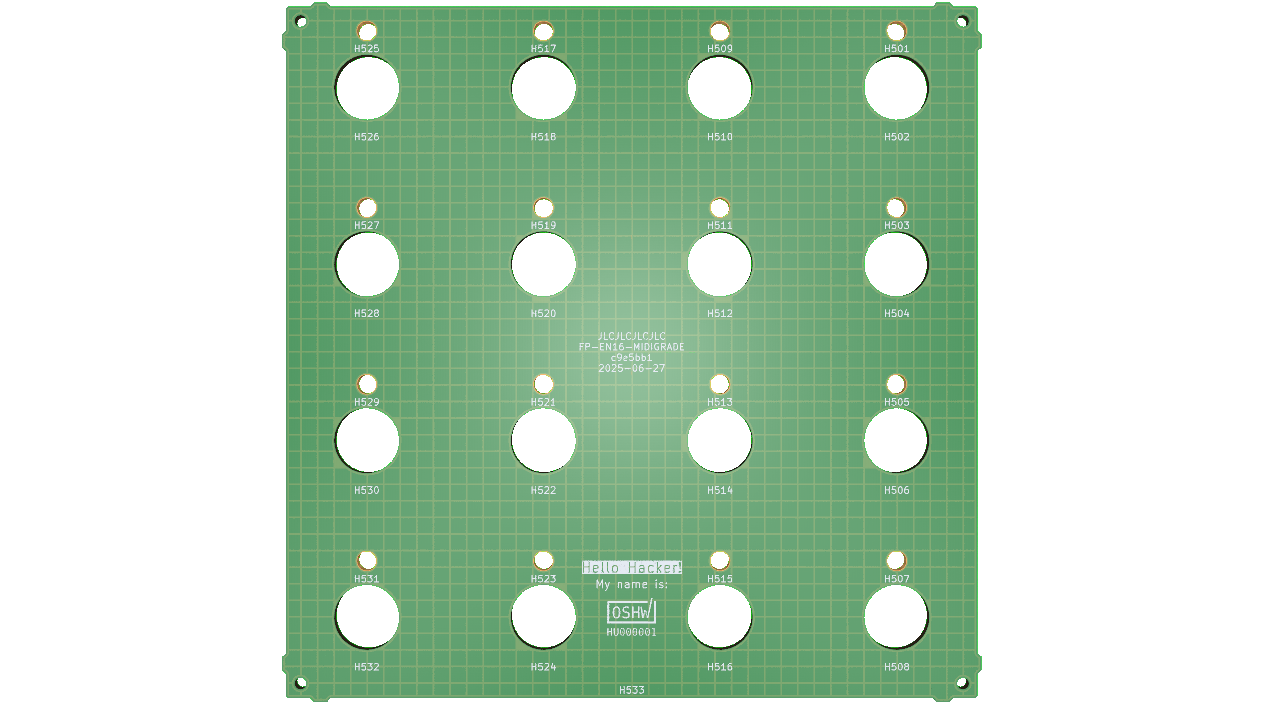 H525 H517 H509 H501
H526 H518 H510 H502
H527 H519 H511 H503
H528 H520 H512 H504
JLCJLCJLCJLC
FP-EN16-MIDIGRADE
c9e5bb1
2025-06-27
H529 H521 H513 H505
H530 H522 H514 H506
Hello Hacker!
H531 H523 H515 H507
My name is:
OSHW
HU000001
H532 H524 H516 H508
H533